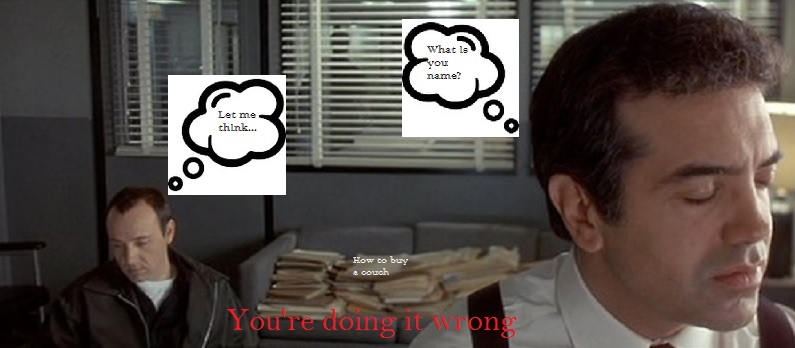 What is
you
name?
Let me
think...
How to buy
a couch
You're doing it wrong